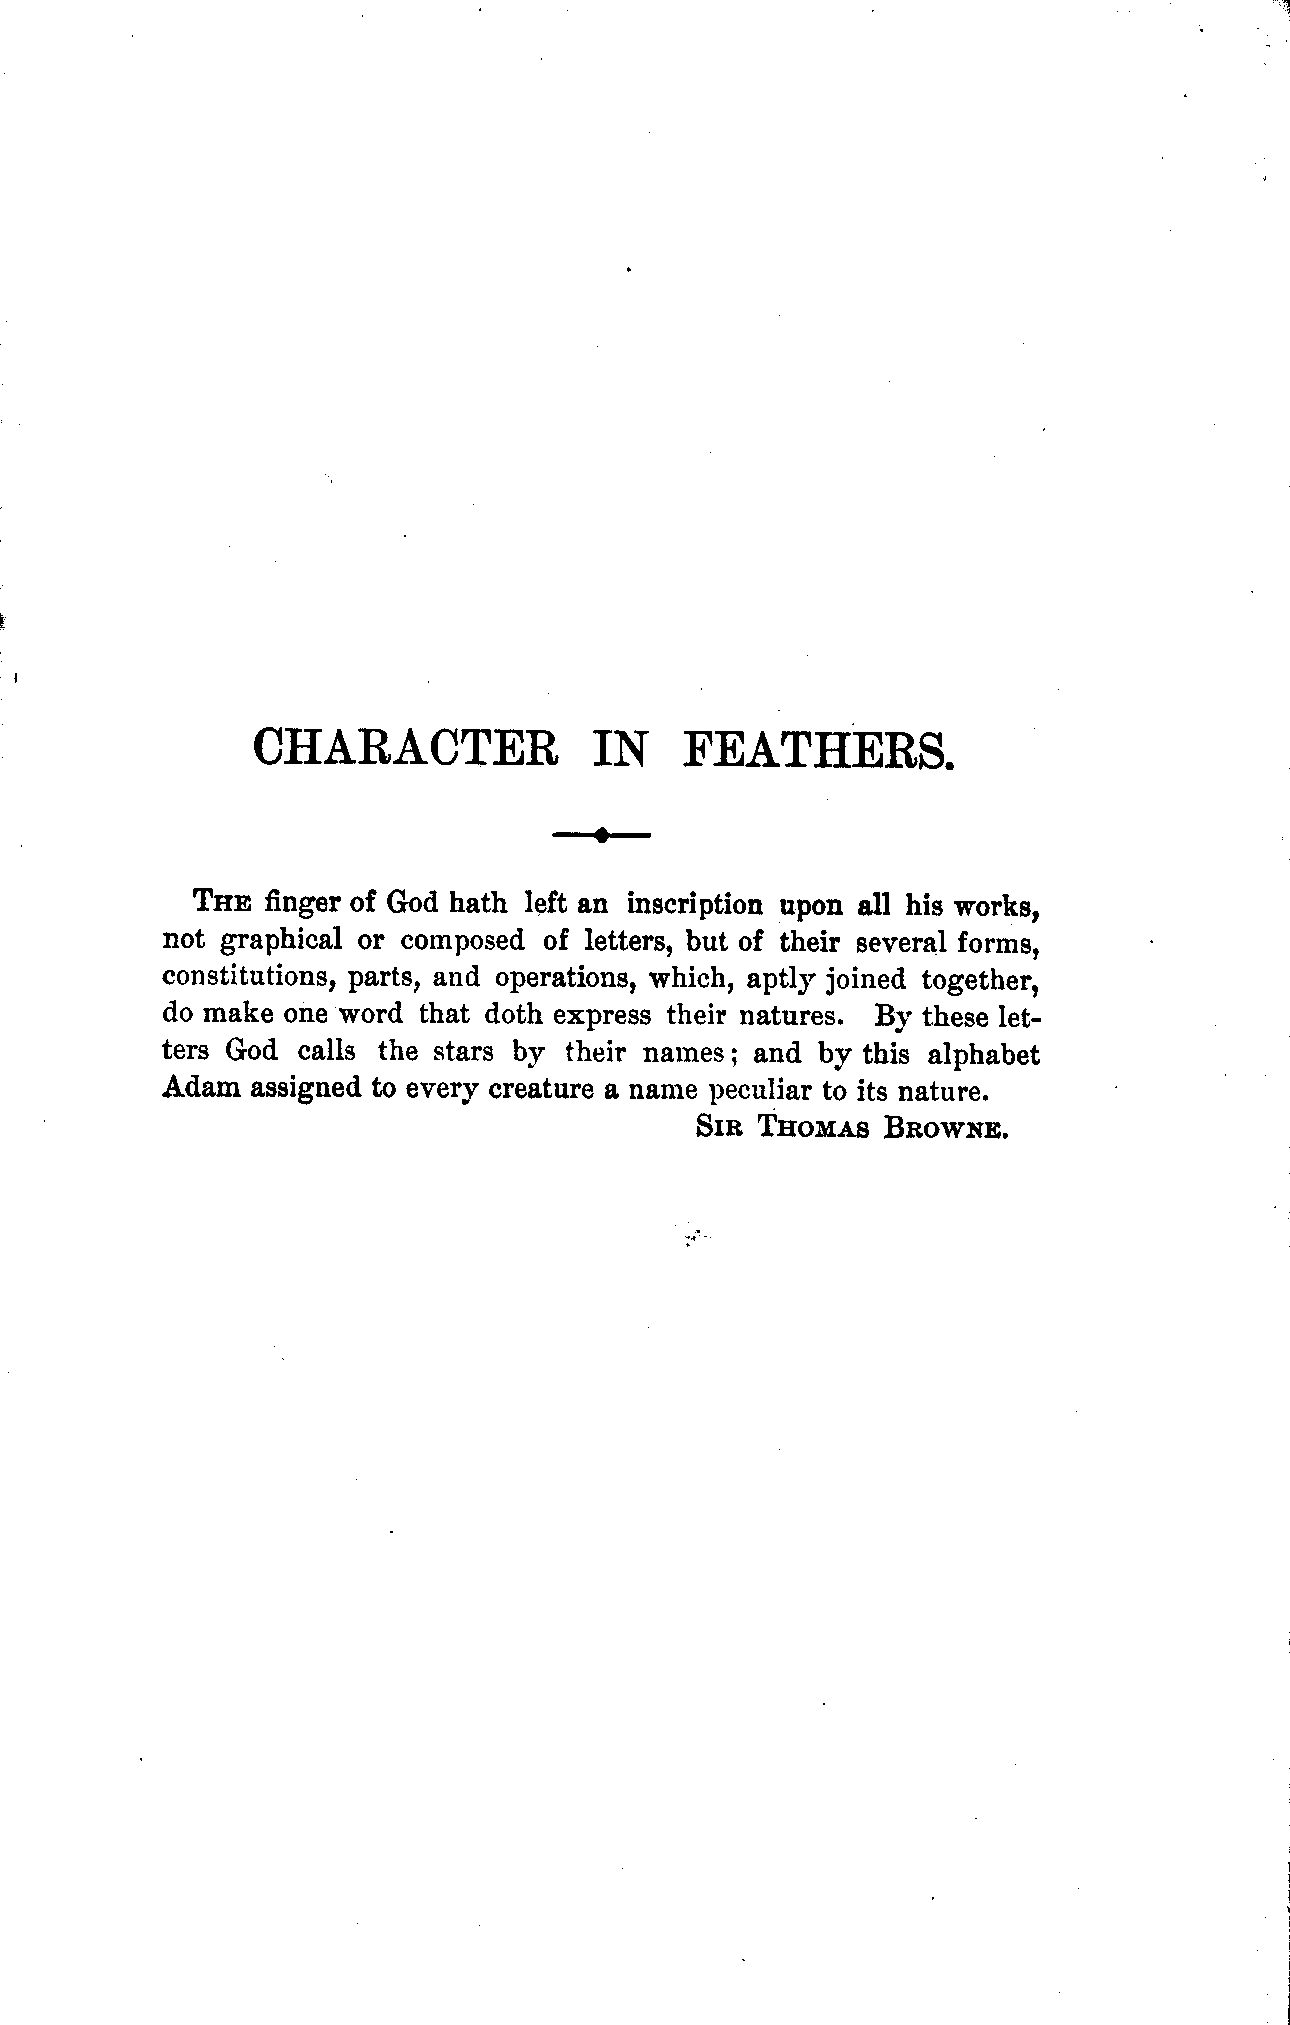 CHARACTER IN FEATHERS.
THE finger of God hath left an inscription upon all his works,
not graphical or composed of letters, but of their several forms,
constitutions, parts, and operations, which, aptly joined together,
do make one word that doth express their natures. By these let-
ters God calls the stars by their names; and by this alphabet
Adam assigned to every creature a name peculiar to its nature.
SIR THOMAS BROWNE.